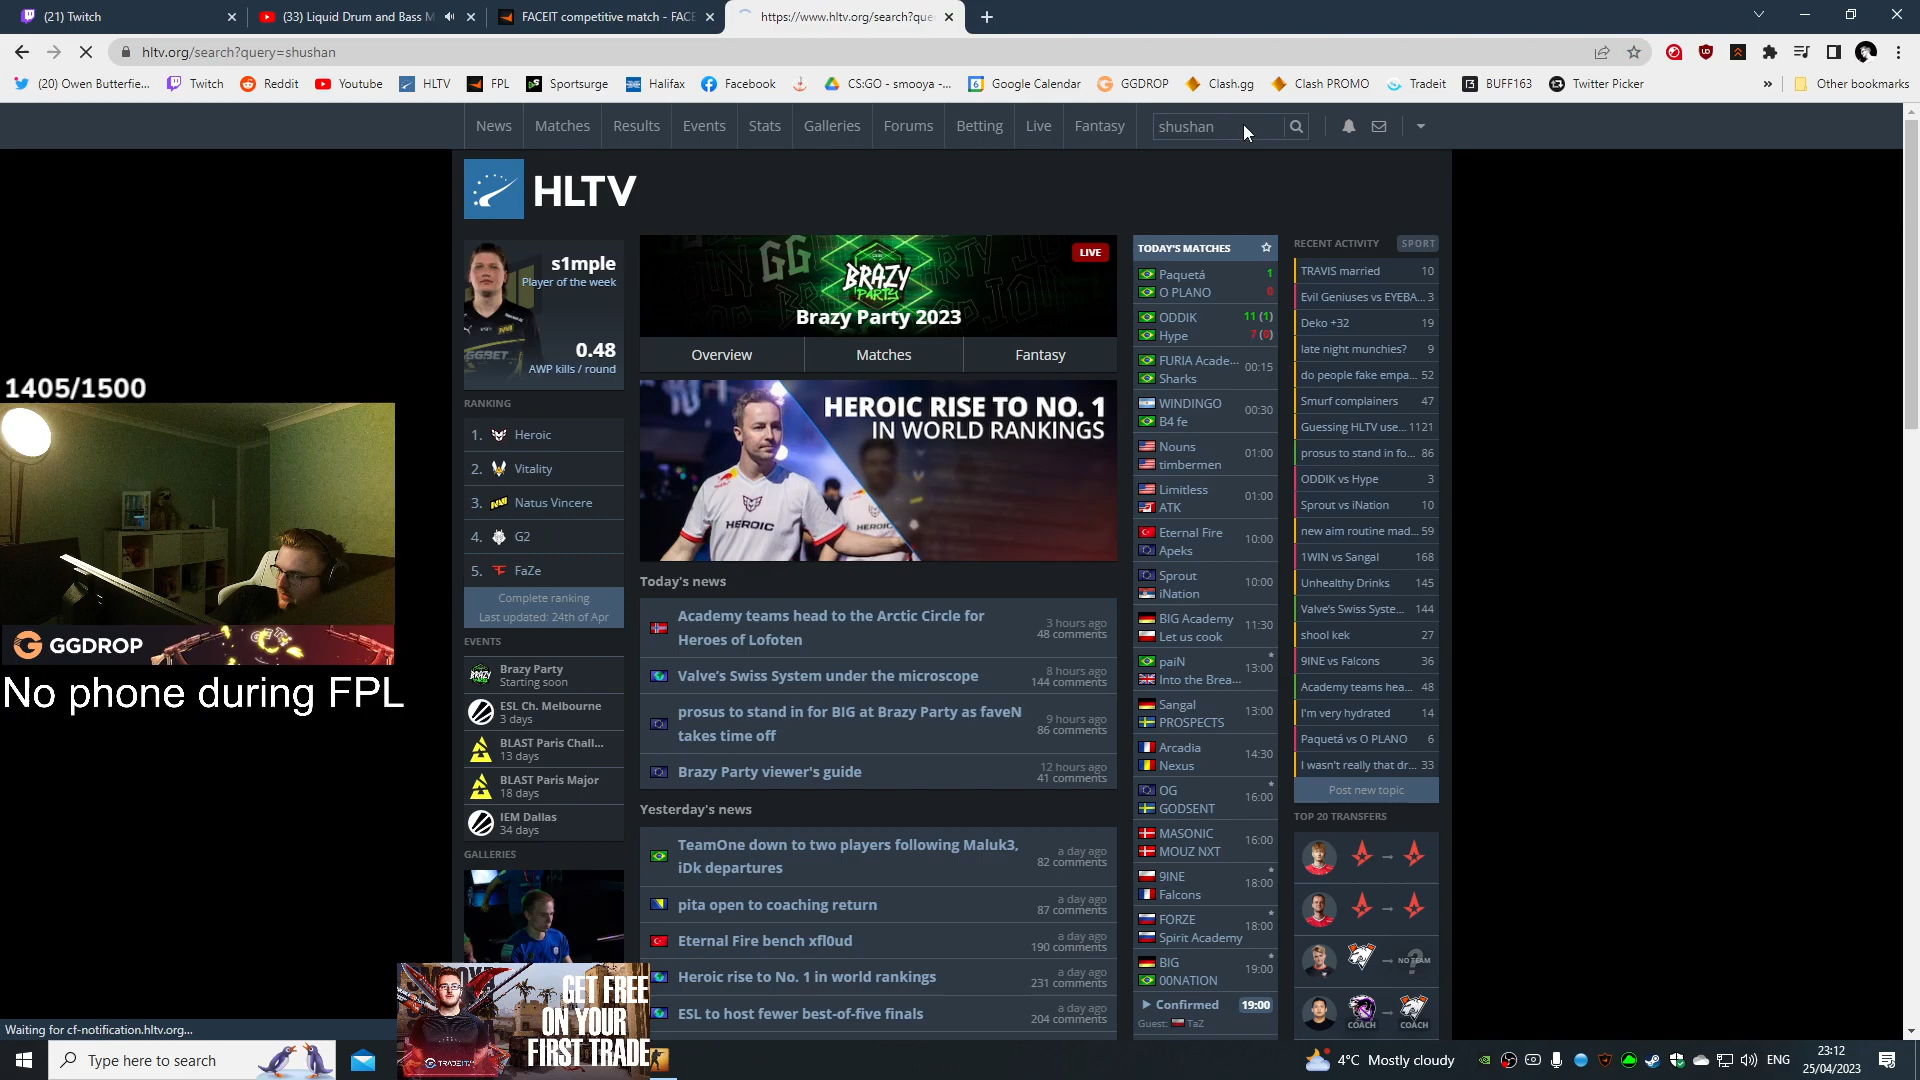 (21) Twitch
(33) Liquid Drum and Bass M
FACEIT competitive match - FACE
https://www.hltv.org/search?que
hltv.org/search?query=shushan
(20) Owen Butterfie...
Twitch
Reddit
Youtube
HLTV
FPL
Sportsurge
Halifax
Facebook
CS:GO - smooya -...
Google Calendar
GGDROP
Clash.gg
Clash PROMO
Tradeit
BUFF163
Twitter Picker
»
Other bookmarks
News
Matches
Results
Events
Stats
Galleries
Forums
Betting
Live
Fantasy
shushan
HLTV
s1mple
Player of the week
0.48
AWP kills / round
RANKING
1. Heroic
2. Vitality
3. Natus Vincere
4. G2
5. FaZe
Complete ranking
Last updated: 24th of Apr
EVENTS
Brazy Party
Starting soon
ESL Ch. Melbourne
3 days
BLAST Paris Chall...
13 days
BLAST Paris Major
18 days
IEM Dallas
34 days
GALLERIES
LIVE
BRAZY
PARTY
Brazy Party 2023
Overview
Matches
Fantasy
HEROIC RISE TO NO. 1
IN WORLD RANKINGS
HEROIC
HEROIC
Today's news
Academy teams head to the Arctic Circle for
Heroes of Lofoten
3 hours ago
48 comments
Valve's Swiss System under the microscope
8 hours ago
144 comments
prosus to stand in for BIG at Brazy Party as faveN
takes time off
9 hours ago
86 comments
Brazy Party viewer's guide
12 hours ago
41 comments
Yesterday's news
TeamOne down to two players following Maluk3,
iDk departures
a day ago
82 comments
pita open to coaching return
a day ago
87 comments
Eternal Fire bench xfl0ud
a day ago
190 comments
Heroic rise to No. 1 in world rankings
a day ago
231 comments
ESL to host fewer best-of-five finals
a day ago
204 comments
TODAY'S MATCHES
Paquetá 1
O PLANO 0
ODDIK 11 (1)
Hype 7 (0)
FURIA Acade...
Sharks
00:15
WINDINGO
B4 fe
00:30
Nouns
timbermen
01:00
Limitless
ATK
01:00
Eternal Fire
Apeks
10:00
Sprout
iNation
10:00
BIG Academy
Let us cook
11:30
paiN
Into the Brea...
13:00
Sangal
PROSPECTS
13:00
Arcadia
Nexus
14:30
OG
GODSENT
16:00
MASONIC
MOUZ NXT
16:00
9INE
Falcons
18:00
FORZE
Spirit Academy
18:00
BIG
00NATION
19:00
Confirmed 19:00
Guest: TaZ
RECENT ACTIVITY
SPORT
TRAVIS married 10
Evil Geniuses vs EYEBA... 3
Deko +32 19
late night munchies? 9
do people fake empa... 52
Smurf complainers 47
Guessing HLTV use... 1121
prosus to stand in fo... 86
ODDIK vs Hype 3
Sprout vs iNation 10
new aim routine mad... 59
1WIN vs Sangal 168
Unhealthy Drinks 145
Valve's Swiss Syste... 144
shool kek 27
9INE vs Falcons 36
Academy teams hea... 48
I'm very hydrated 14
Paquetá vs O PLANO 6
I wasn't really that dr... 33
Post new topic
TOP 20 TRANSFERS
NO TEAM
COACH
COACH
1405/1500
GGDROP
No phone during FPL
GET FREE
ON YOUR
FIRST TRADE
TRADEIT
Waiting for cf-notification.hltv.org...
Type here to search
4°C Mostly cloudy
ENG
23:12
25/04/2023